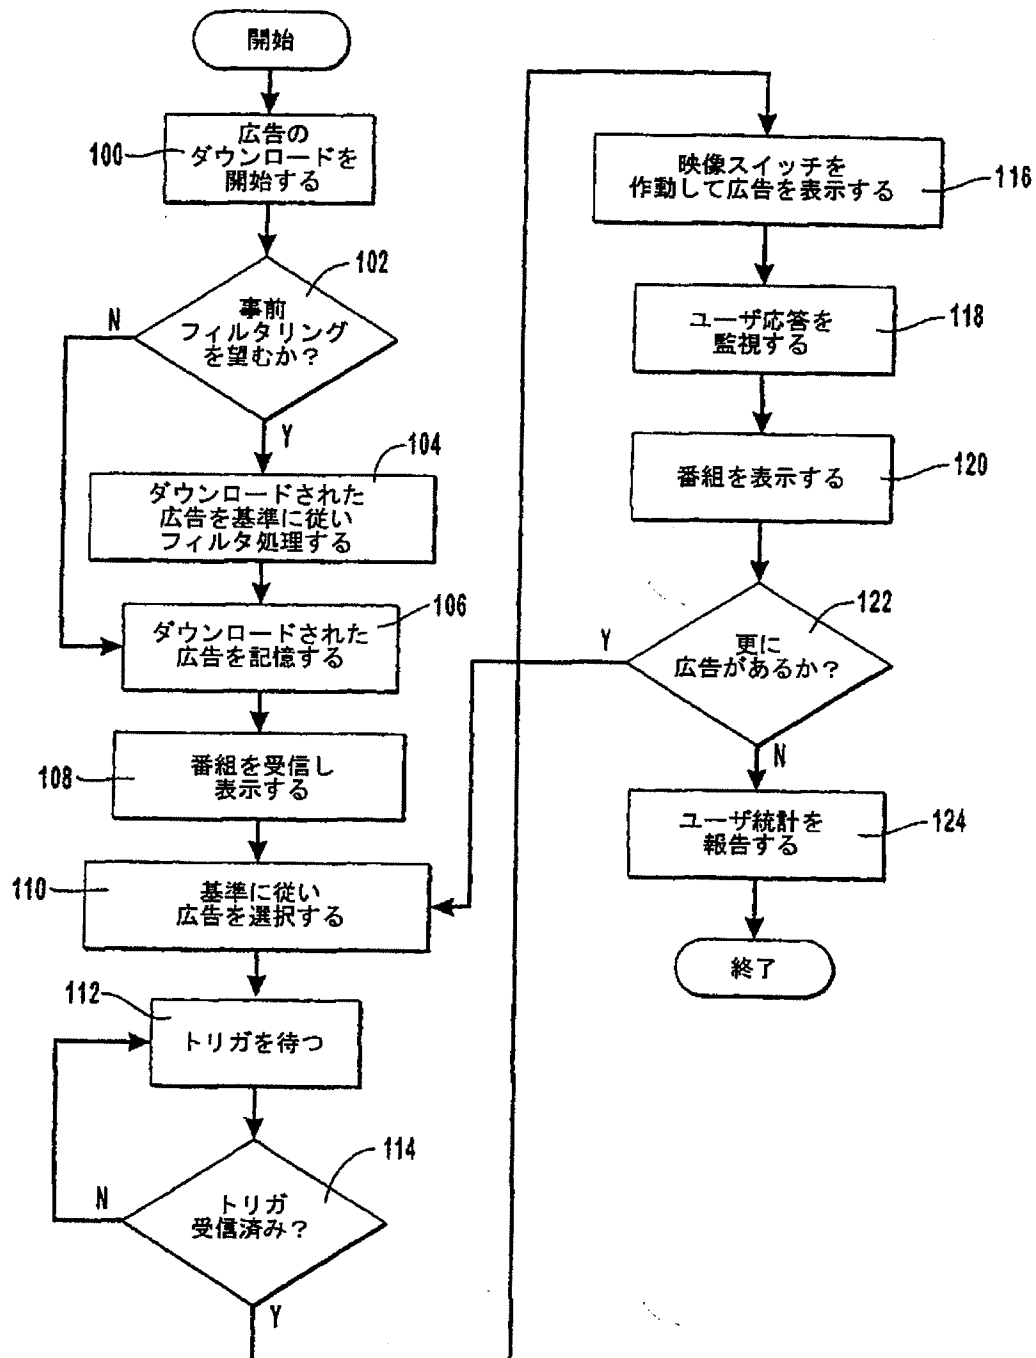 開始
100
広告の
ダウンロードを
開始する
102
事前
フィルタリング
を望むか？
N
Y
104
ダウンロードされた
広告を基準に従い
フィルタ処理する
106
ダウンロードされた
広告を記憶する
108
番組を受信し
表示する
110
基準に従い
広告を選択する
112
トリガを待つ
114
トリガ
受信済み？
N
Y
映像スイッチを
作動して広告を表示する
116
ユーザ応答を
監視する
118
番組を表示する
120
122
更に
広告があるか？
Y
N
ユーザ統計を
報告する
124
終了